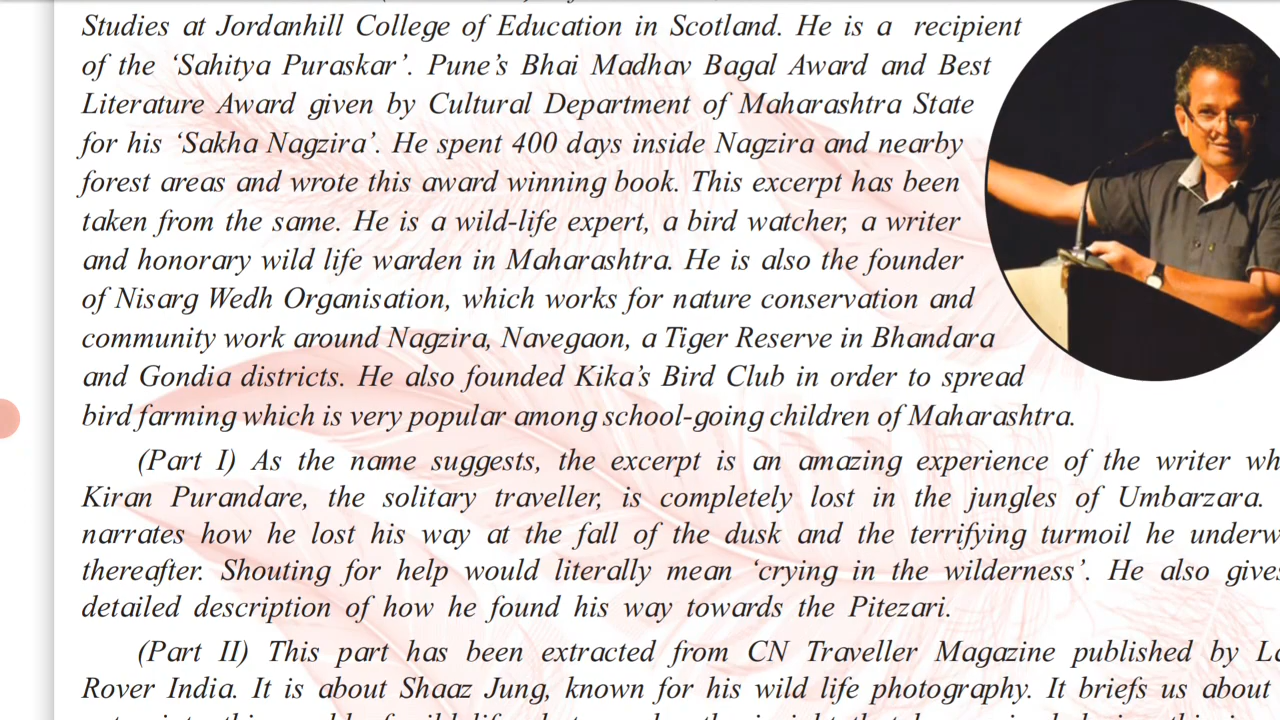 Studies at Jordanhill College of Education in Scotland. He is a recipient
of the ‘Sahitya Puraskar’. Pune’s Bhai Madhav Bagal Award and Best
Literature Award given by Cultural Department of Maharashtra State
for his ‘Sakha Nagzira’. He spent 400 days inside Nagzira and nearby
forest areas and wrote this award winning book. This excerpt has been
taken from the same. He is a wild-life expert, a bird watcher, a writer
and honorary wild life warden in Maharashtra. He is also the founder
of Nisarg Wedh Organisation, which works for nature conservation and
community work around Nagzira, Navegaon, a Tiger Reserve in Bhandara
and Gondia districts. He also founded Kika’s Bird Club in order to spread
bird farming which is very popular among school-going children of Maharashtra.
(Part I) As the name suggests, the excerpt is an amazing experience of the writer
Kiran Purandare, the solitary traveller, is completely lost in the jungles of Umbarzara.
narrates how he lost his way at the fall of the dusk and the terrifying turmoil he
thereafter. Shouting for help would literally mean ‘crying in the wilderness’. He also
detailed description of how he found his way towards the Pitezari.
(Part II) This part has been extracted from CN Traveller Magazine published by
Rover India. It is about Shaaz Jung, known for his wild life photography. It briefs us about